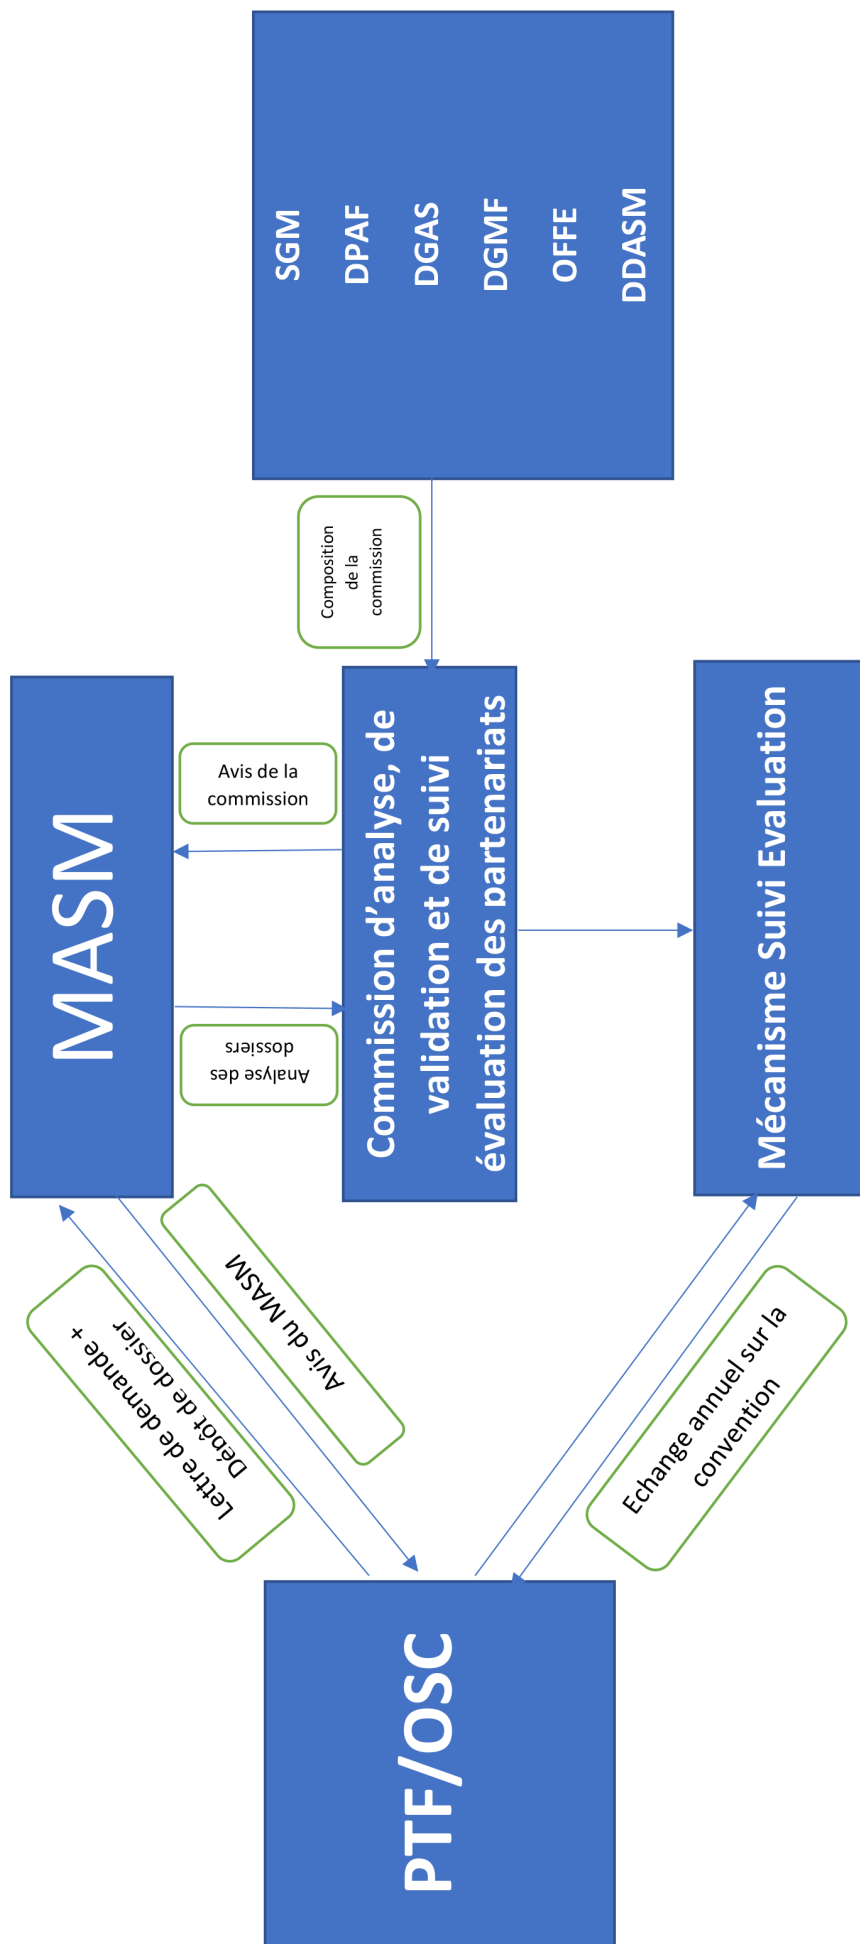 PTF/OSC
Lettre de demande +
Dépôt de dossier
Avis du MASM
MASM
Analyse des
dossiers
Avis de la
commission
Commission d’analyse, de
validation et de suivi
évaluation des partenariats
Composition
de la
commission
SGM
DPAF
DGAS
DGMF
OFFE
DDASM
Mécanisme Suivi Evaluation
Echange annuel sur la
convention